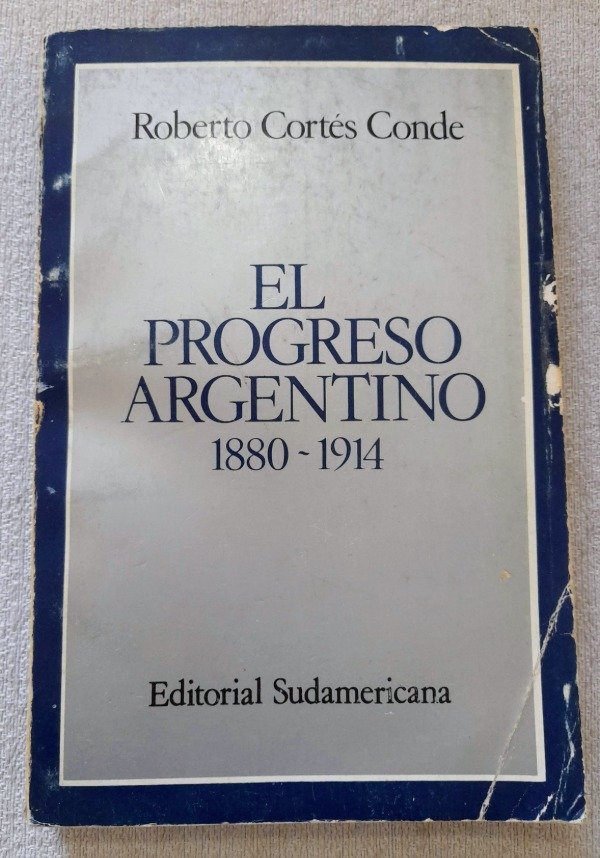 Roberto Cortés Conde
EL
PROGRESO
ARGENTINO
1880 ~ 1914
Editorial Sudamericana